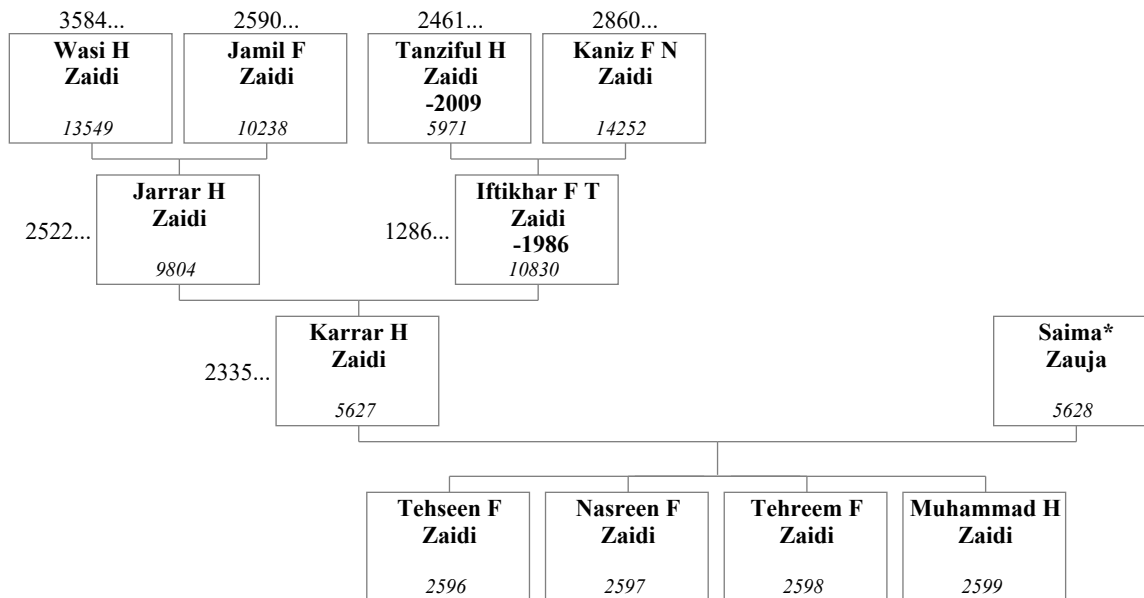 3584...
2590...
2461...
2860...
Wasi H
Zaidi
13549
Jamil F
Zaidi
10238
Tanziful H
Zaidi
-2009
5971
Kaniz F N
Zaidi
14252
2522...
Jarrar H
Zaidi
9804
1286...
Iftikhar F T
Zaidi
-1986
10830
2335...
Karrar H
Zaidi
5627
Saima*
Zauja
5628
Tehseen F
Zaidi
2596
Nasreen F
Zaidi
2597
Tehreem F
Zaidi
2598
Muhammad H
Zaidi
2599